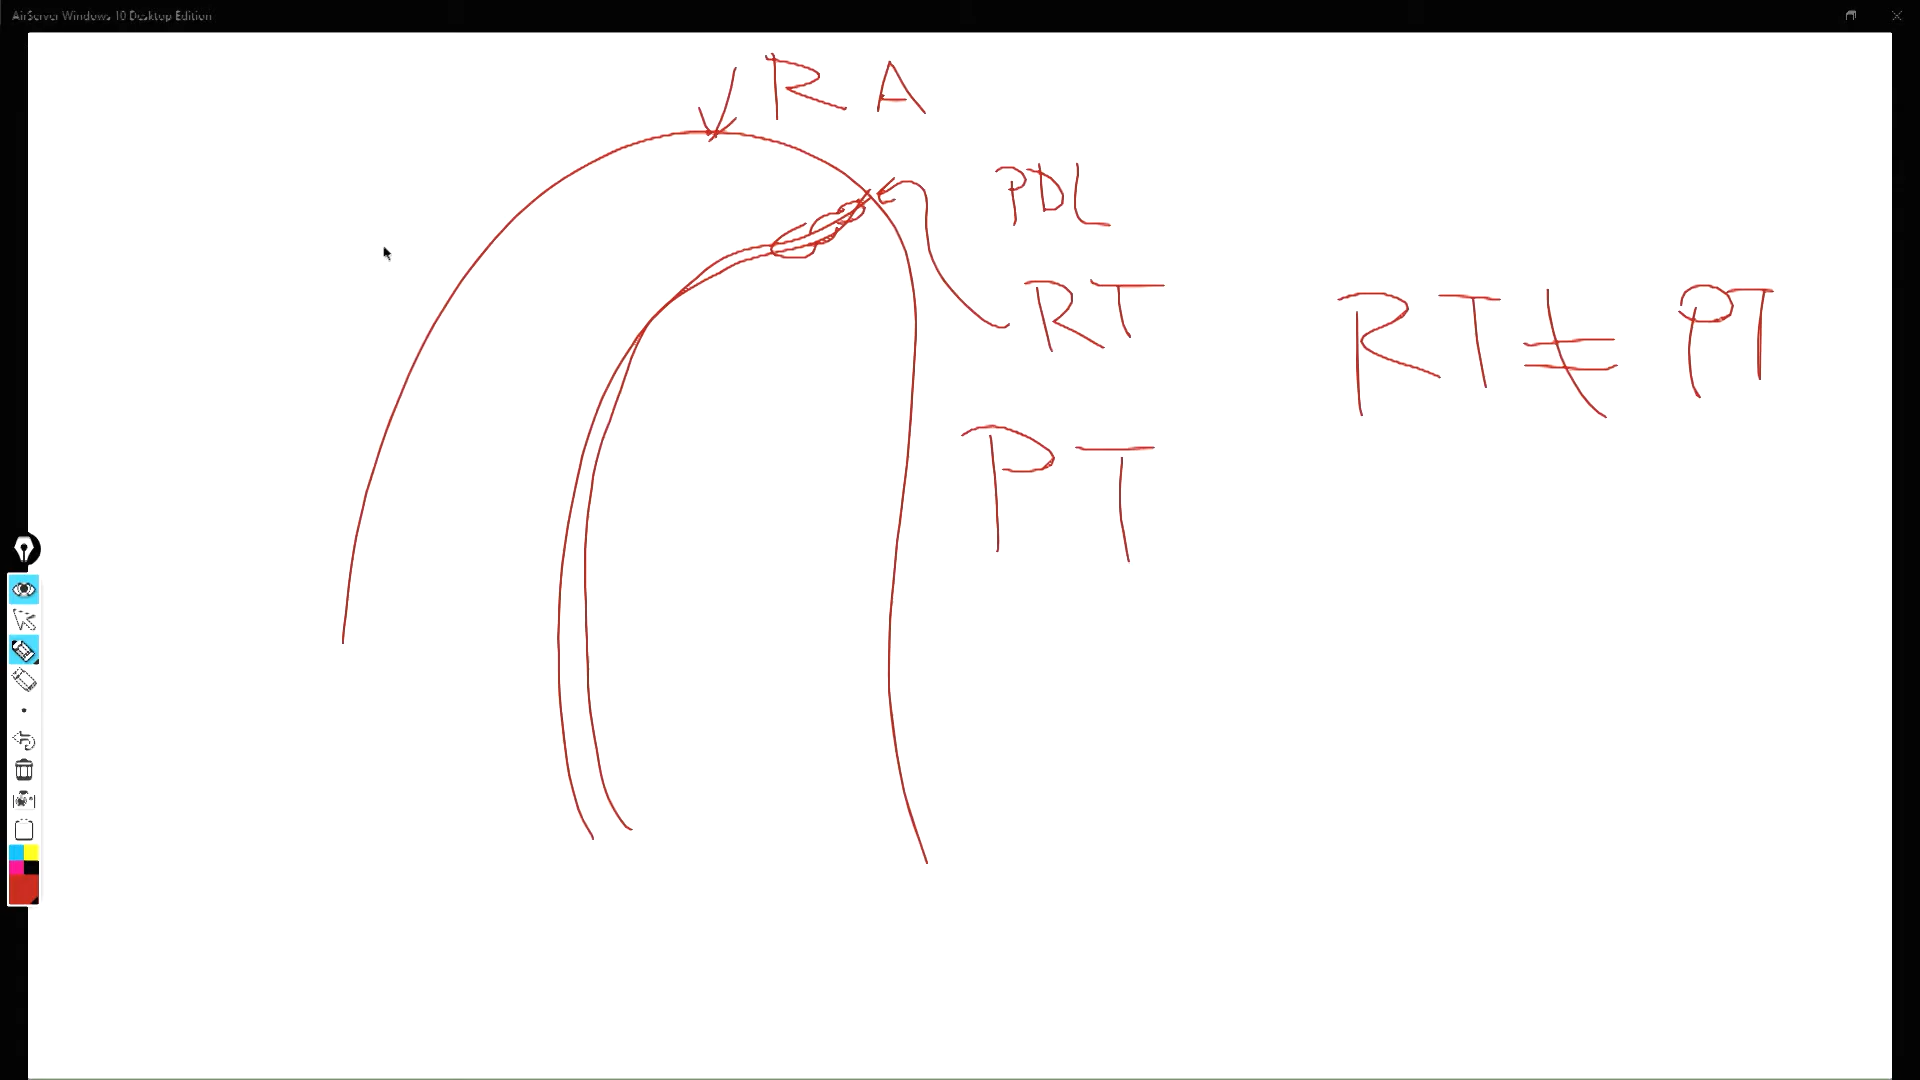 AirServer Windows 10 Desktop Edition
RA
PDL
RT
RT ≠ PT
PT